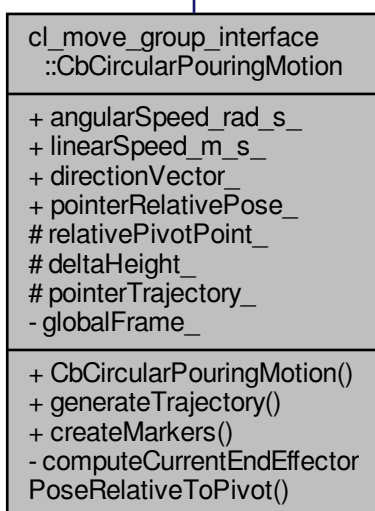 cl_move_group_interface
::CbCircularPouringMotion
+ angularSpeed_rad_s_
+ linearSpeed_m_s_
+ directionVector_
+ pointerRelativePose_
# relativePivotPoint_
# deltaHeight_
# pointerTrajectory_
- globalFrame_
+ CbCircularPouringMotion()
+ generateTrajectory()
+ createMarkers()
- computeCurrentEndEffector
PoseRelativeToPivot()